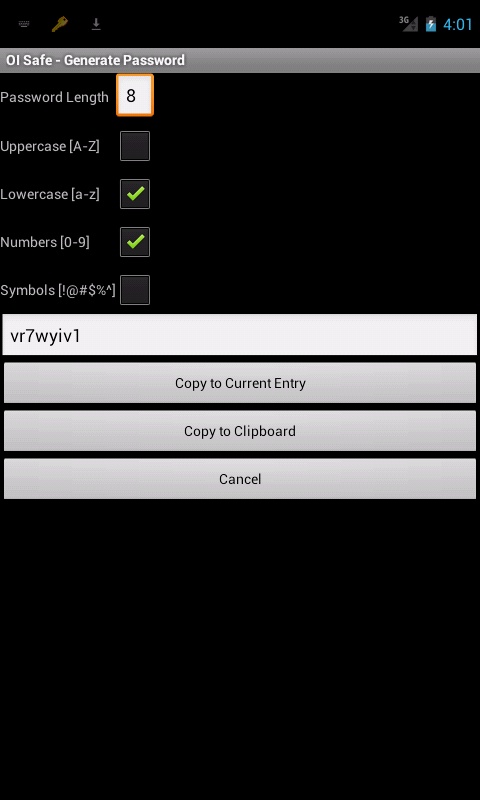 3G
4:01
OI Safe - Generate Password
Password Length 8
Uppercase [A-Z]
Lowercase [a-z]
Numbers [0-9]
Symbols [!@#$%^]
vr7wyiv1
Copy to Current Entry
Copy to Clipboard
Cancel